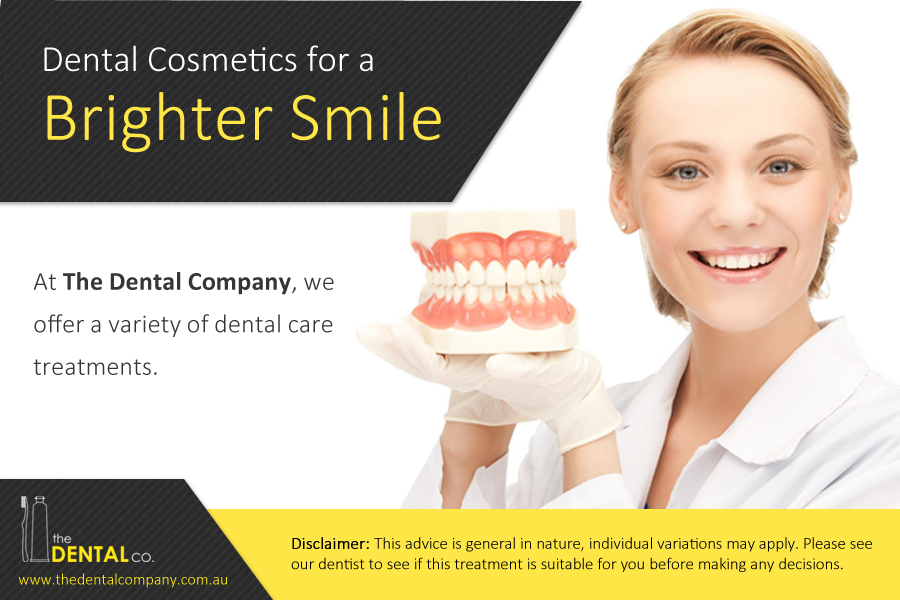 Dental Cosmetics for a
Brighter Smile
At The Dental Company, we
offer a variety of dental care
treatments.
the
DENTAL CO.
www.thedentalcompany.com.au
Disclaimer: This advice is general in nature, individual variations may apply. Please see
our dentist to see if this treatment is suitable for you before making any decisions.